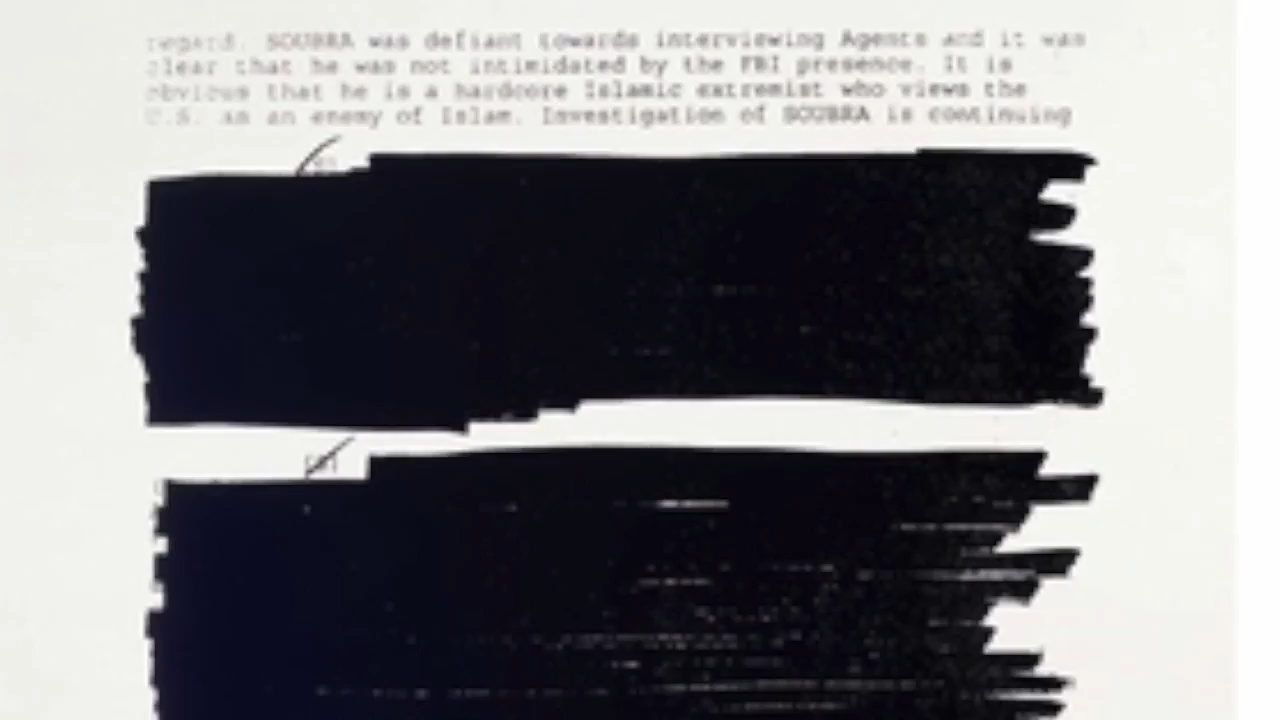 regard. SOUBRA was defiant towards interviewing Agents and it was
clear that he was not intimidated by the FBI presence. It is
obvious that he is a hardcore Islamic extremist who views the
U.S. as an enemy of Islam. Investigation of SOUBRA is continuing